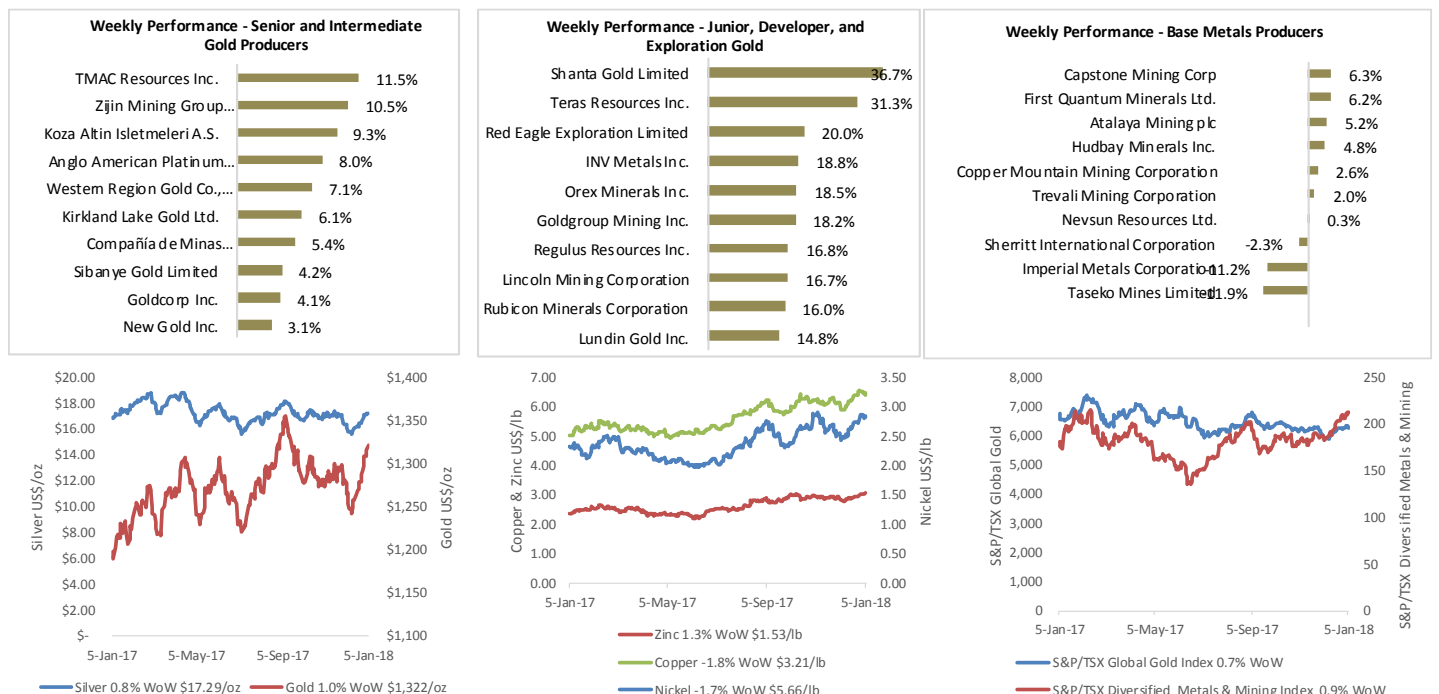 Weekly Performance - Senior and Intermediate
Gold Producers
TMAC Resources Inc. 11.5%
Zijin Mining Group... 10.5%
Koza Altin Isletmeleri A.S. 9.3%
Anglo American Platinum... 8.0%
Western Region Gold Co.,... 7.1%
Kirkland Lake Gold Ltd. 6.1%
Compañía de Minas... 5.4%
Sibanye Gold Limited 4.2%
Goldcorp Inc. 4.1%
New Gold Inc. 3.1%
Weekly Performance - Junior, Developer, and
Exploration Gold
Shanta Gold Limited 36.7%
Teras Resources Inc. 31.3%
Red Eagle Exploration Limited 20.0%
INV Metals Inc. 18.8%
Orex Minerals Inc. 18.5%
Goldgroup Mining Inc. 18.2%
Regulus Resources Inc. 16.8%
Lincoln Mining Corporation 16.7%
Rubicon Minerals Corporation 16.0%
Lundin Gold Inc. 14.8%
Weekly Performance - Base Metals Producers
Capstone Mining Corp 6.3%
First Quantum Minerals Ltd. 6.2%
Atalaya Mining plc 5.2%
Hudbay Minerals Inc. 4.8%
Copper Mountain Mining Corporation 2.6%
Trevali Mining Corporation 2.0%
Nevsun Resources Ltd. 0.3%
Sherritt International Corporation -2.3%
Imperial Metals Corporation -11.2%
Taseko Mines Limited -11.9%
Silver US$/oz
$20.00
$18.00
$16.00
$14.00
$12.00
$10.00
$8.00
$6.00
$4.00
$2.00
$-
$1,400
$1,350
$1,300
$1,250
$1,200
$1,150
$1,100
Gold US$/oz
5-Jan-17 5-May-17 5-Sep-17 5-Jan-18
Silver 0.8% WoW $17.29/oz Gold 1.0% WoW $1,322/oz
Copper & Zinc US$/lb
7.00
6.00
5.00
4.00
3.00
2.00
1.00
0.00
3.50
3.00
2.50
2.00
1.50
1.00
0.50
0.00
Nickel US$/lb
5-Jan-17 5-May-17 5-Sep-17 5-Jan-18
Zinc 1.3% WoW $1.53/lb
Copper -1.8% WoW $3.21/lb
Nickel -1.7% WoW $5.66/lb
S&P/TSX Global Gold
8,000
7,000
6,000
5,000
4,000
3,000
2,000
1,000
0
250
200
150
100
50
0
S&P/TSX Diversified Metals & Mining
5-Jan-17 5-May-17 5-Sep-17 5-Jan-18
S&P/TSX Global Gold Index 0.7% WoW
S&P/TSX Diversified Metals & Mining Index 0.9% WoW